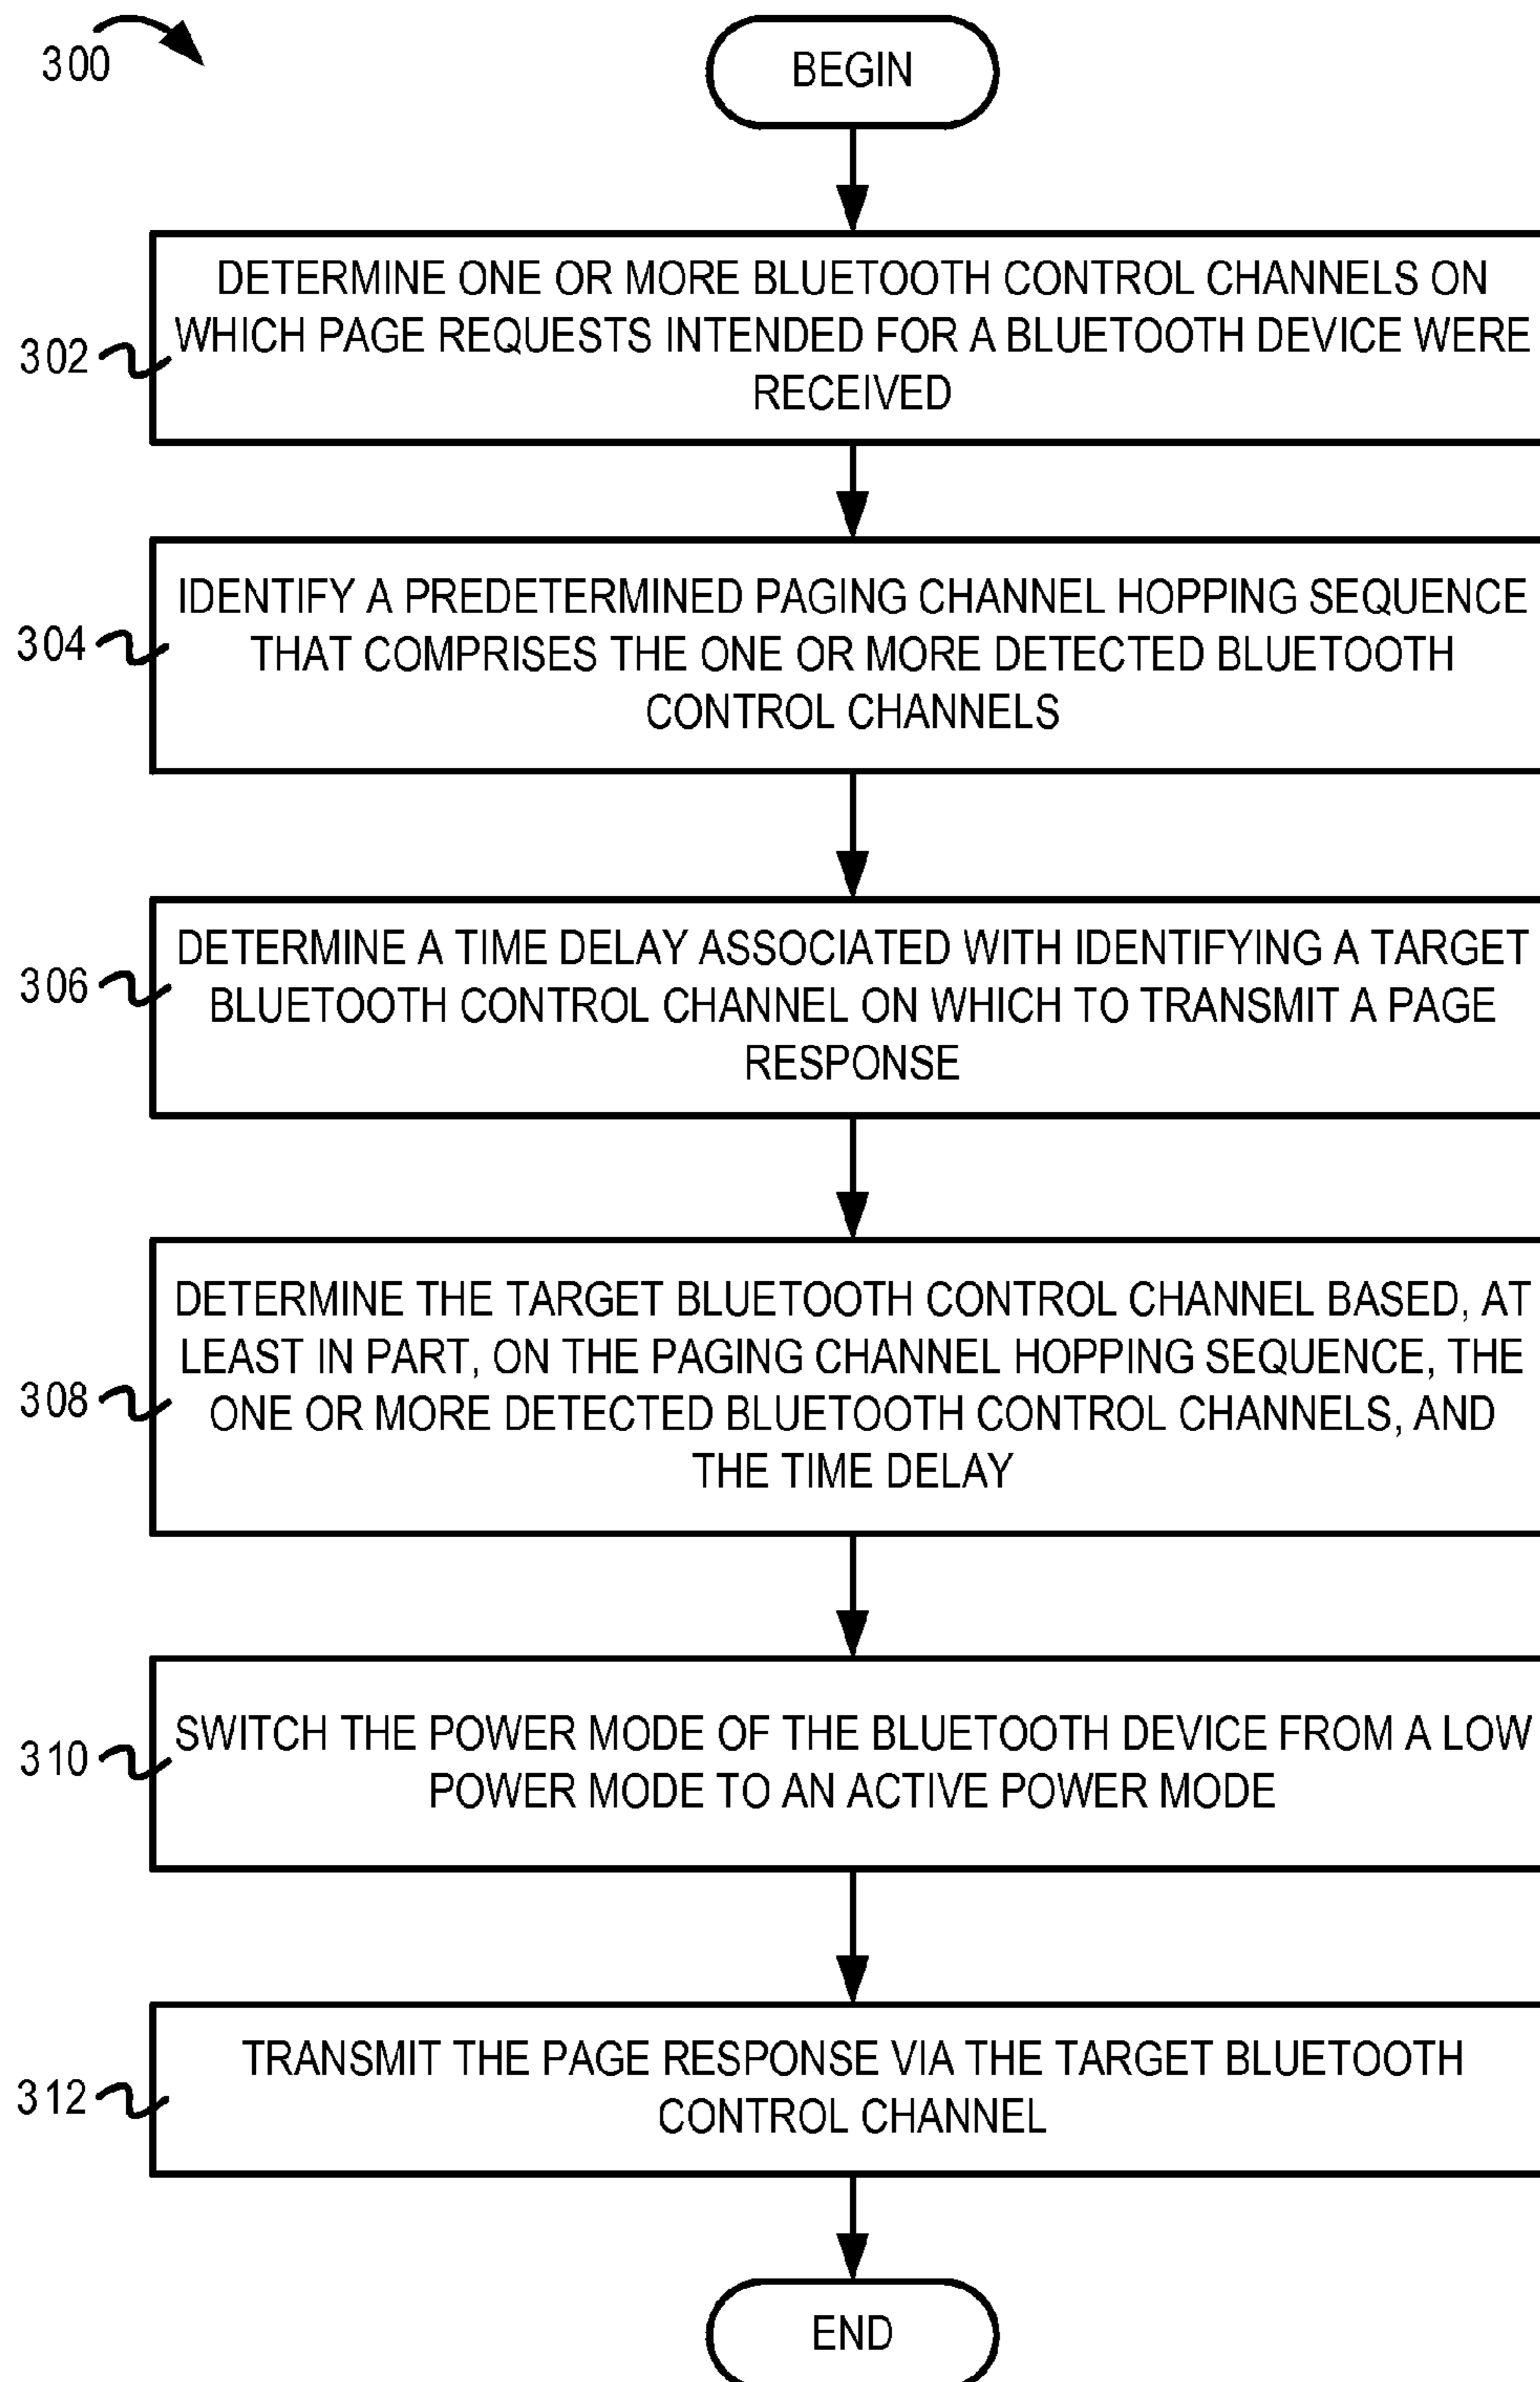 300
BEGIN
DETERMINE ONE OR MORE BLUETOOTH CONTROL CHANNELS ON
WHICH PAGE REQUESTS INTENDED FOR A BLUETOOTH DEVICE WERE
RECEIVED
302
IDENTIFY A PREDETERMINED PAGING CHANNEL HOPPING SEQUENCE
THAT COMPRISES THE ONE OR MORE DETECTED BLUETOOTH
CONTROL CHANNELS
304
DETERMINE A TIME DELAY ASSOCIATED WITH IDENTIFYING A TARGET
BLUETOOTH CONTROL CHANNEL ON WHICH TO TRANSMIT A PAGE
RESPONSE
306
DETERMINE THE TARGET BLUETOOTH CONTROL CHANNEL BASED, AT
LEAST IN PART, ON THE PAGING CHANNEL HOPPING SEQUENCE, THE
ONE OR MORE DETECTED BLUETOOTH CONTROL CHANNELS, AND
THE TIME DELAY
308
SWITCH THE POWER MODE OF THE BLUETOOTH DEVICE FROM A LOW
POWER MODE TO AN ACTIVE POWER MODE
310
TRANSMIT THE PAGE RESPONSE VIA THE TARGET BLUETOOTH
CONTROL CHANNEL
312
END